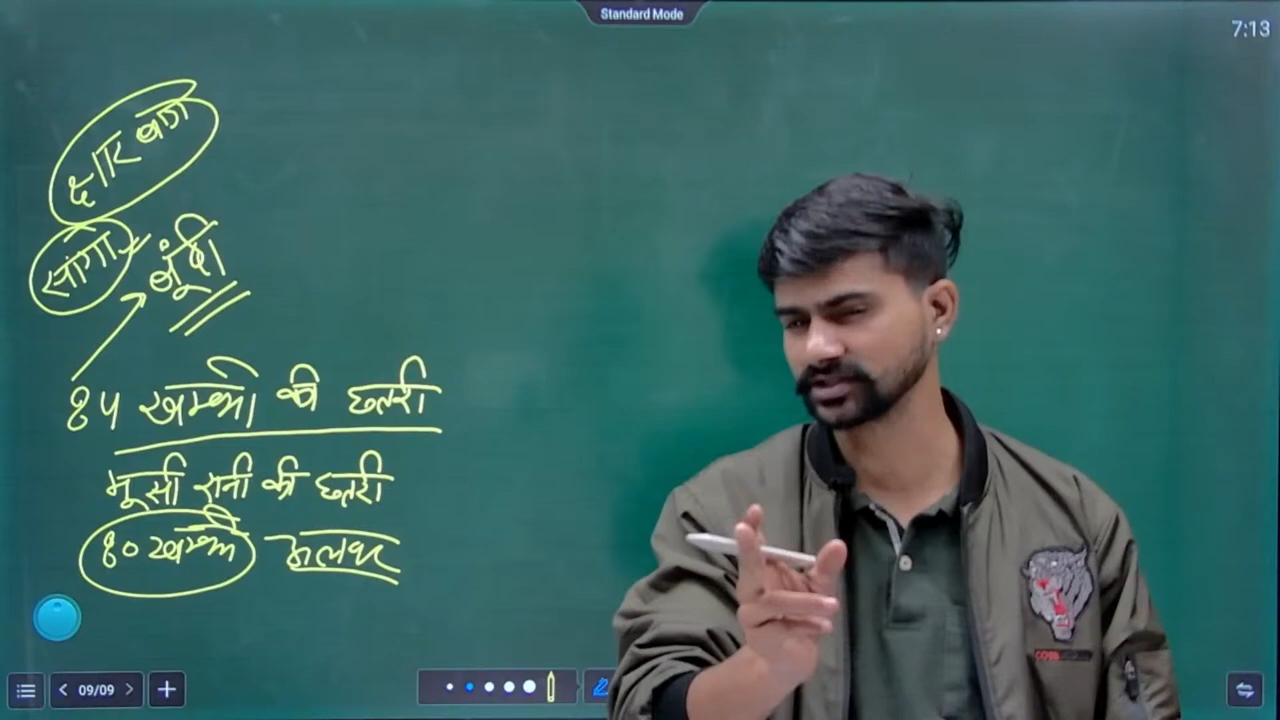 Standard Mode
7:13
क्षार बाग
सांगा बूंदी
84 खम्भों की छतरी
मूसी रानी की छतरी
80 खम्भों - अलवर
09/09